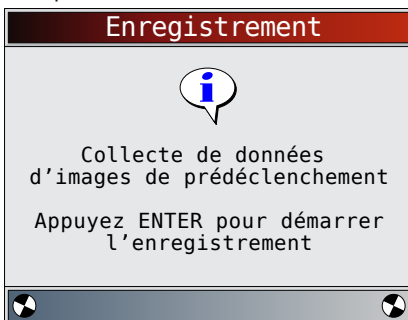 Enregistrement
i
Collecte de données
d'images de prédéclenchement
Appuyez ENTER pour démarrer
l'enregistrement